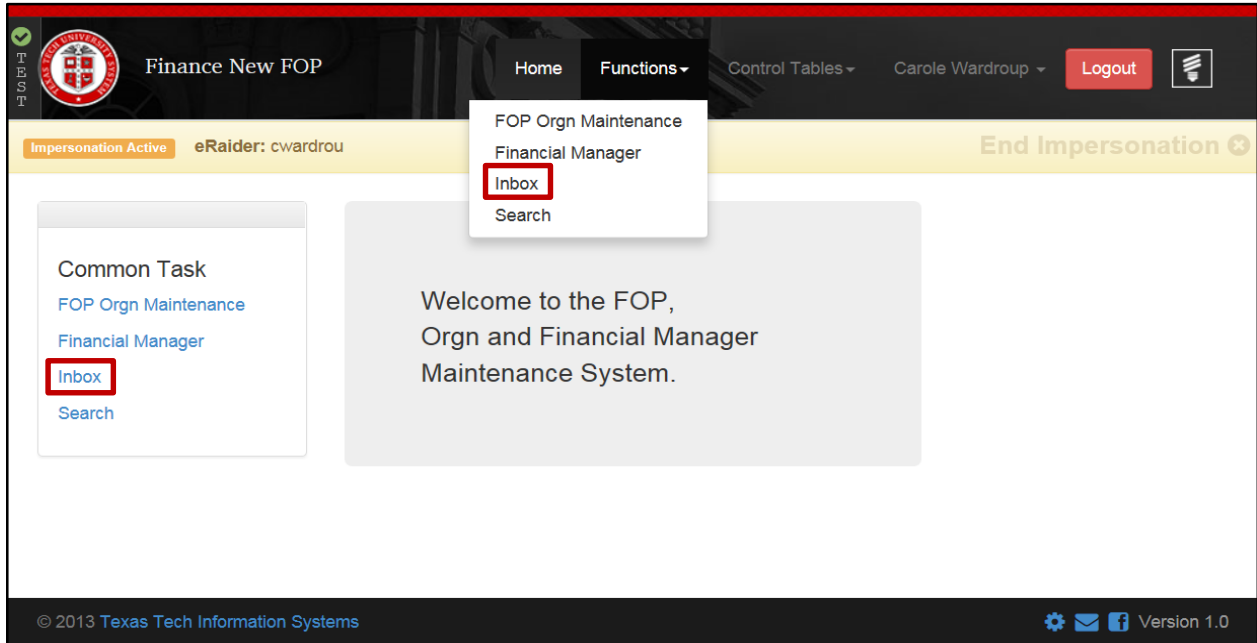 TEST
Finance New FOP
Home
Functions
Control Tables
Carole Wardroup
Logout
FOP Orgn Maintenance
Financial Manager
Inbox
Search
Impersonation Active
eRaider: cwardrou
End Impersonation
Common Task
FOP Orgn Maintenance
Financial Manager
Inbox
Search
Welcome to the FOP,
Orgn and Financial Manager
Maintenance System.
© 2013 Texas Tech Information Systems
Version 1.0